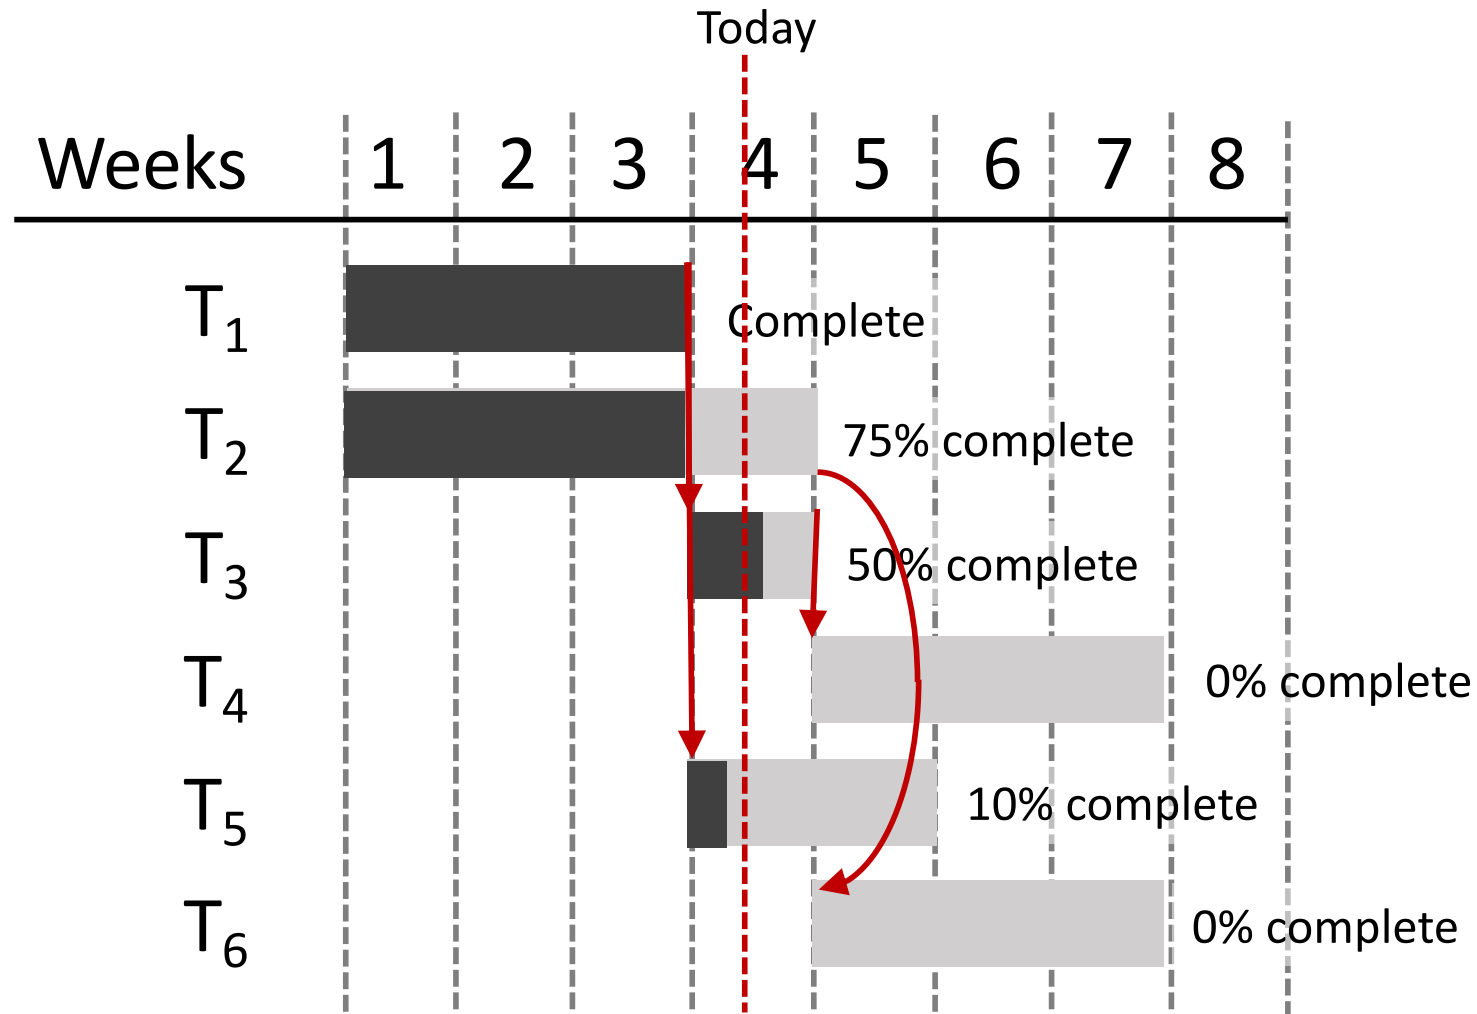 Today
Weeks 1 2 3 4 5 6 7 8
T1 Complete
T2 75% complete
T3 50% complete
T4 0% complete
T5 10% complete
T6 0% complete